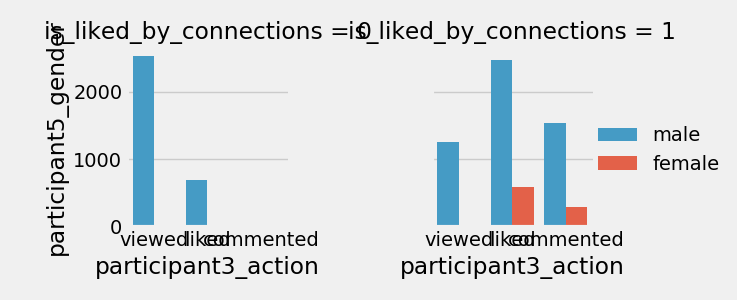 is_liked_by_connections = 0
is_liked_by_connections = 1
participant5_gender
2000
1000
0
viewed
liked
commented
viewed
liked
commented
participant3_action
participant3_action
male
female